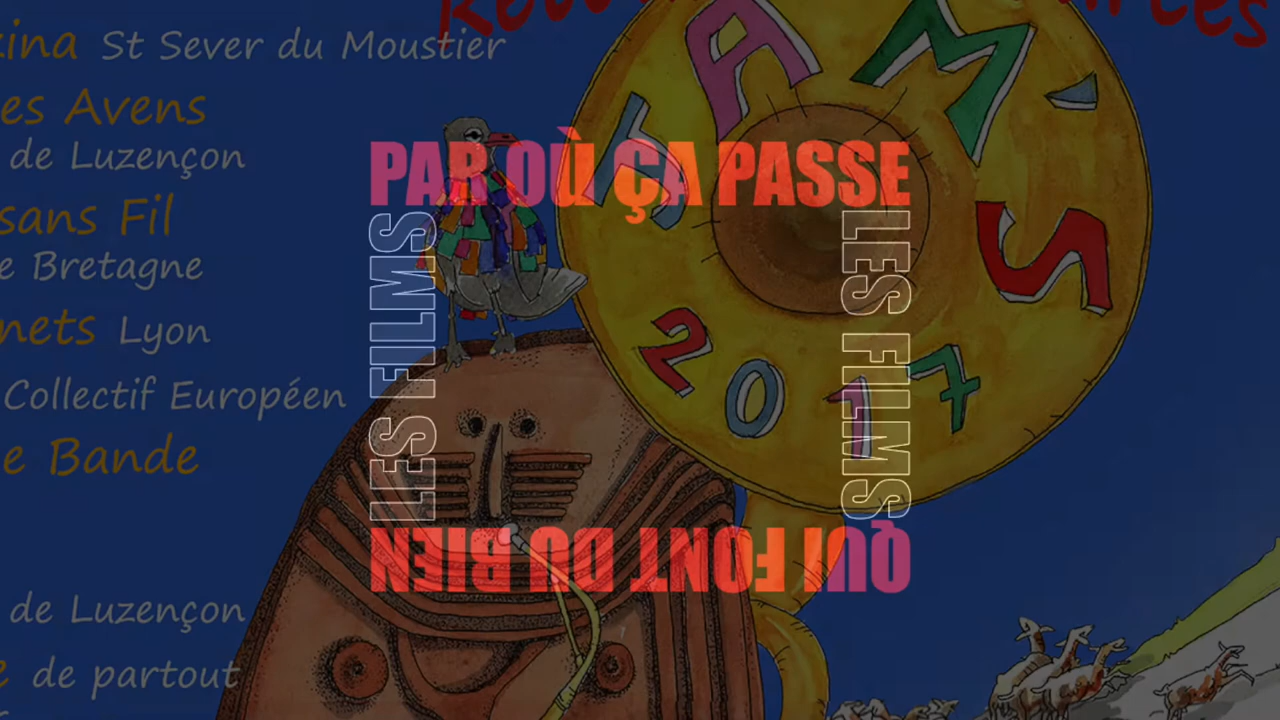 St Sever du Moustier
es Avens
de Luzençon
sans Fil
e Bretagne
nets Lyon
Collectif Européen
e Bande
de Luzençon
de partout
TAM'S
2017
PAR OÙ ÇA PASSE
LES FILMS
QUI FONT DU BIEN
LES FILMS